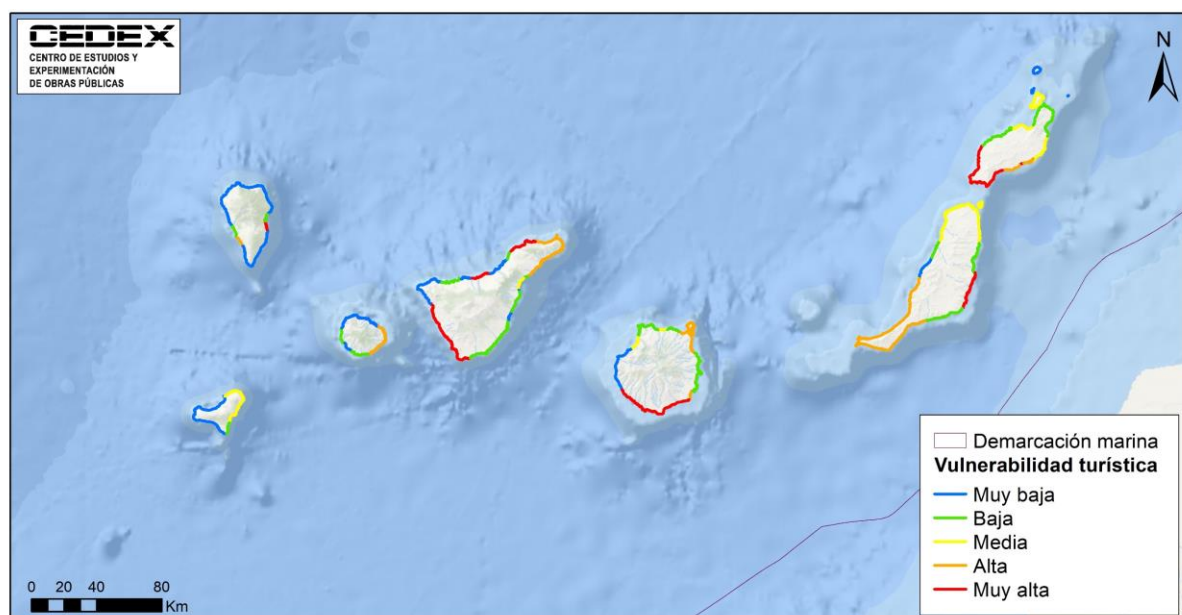 CEDEX
CENTRO DE ESTUDIOS Y
EXPERIMENTACIÓN
DE OBRAS PÚBLICAS
N
Demarcación marina
Vulnerabilidad turística
Muy baja
Baja
Media
Alta
Muy alta
0 20 40 80
Km